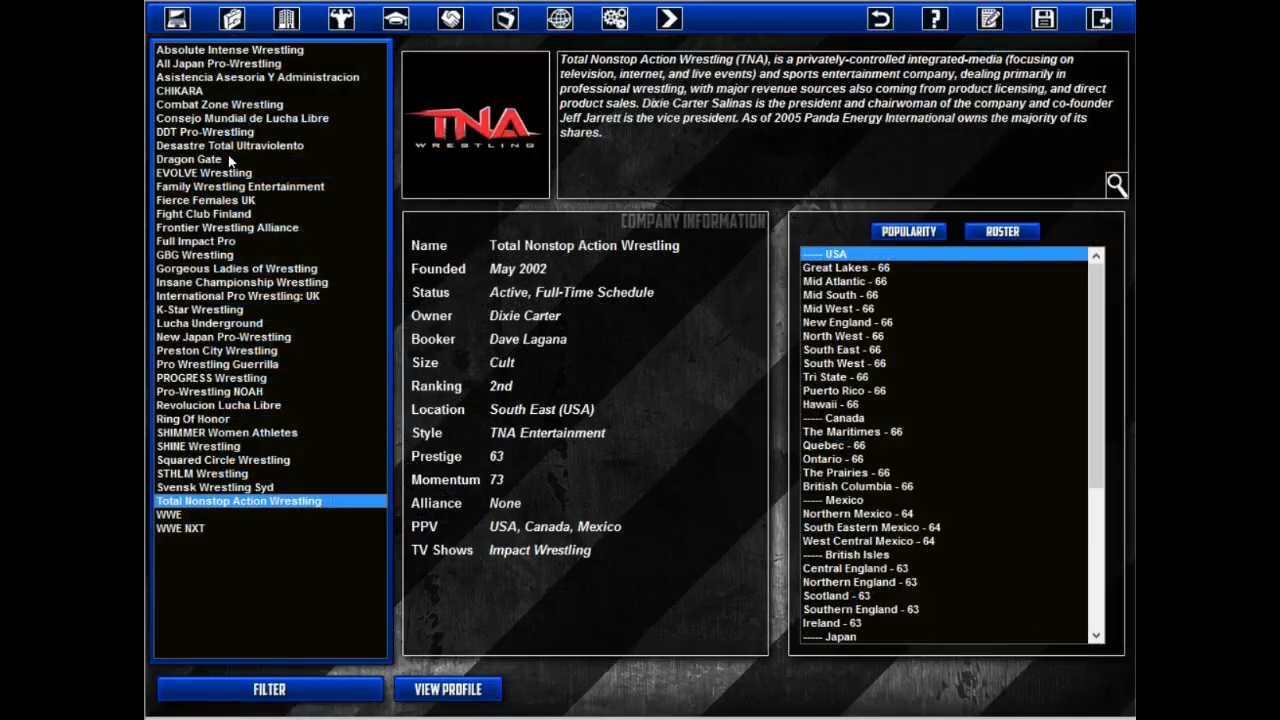 Absolute Intense Wrestling
All Japan Pro-Wrestling
Asistencia Asesoria Y Administracion
CHIKARA
Combat Zone Wrestling
Consejo Mundial de Lucha Libre
DDT Pro-Wrestling
Desastre Total Ultraviolento
Dragon Gate
EVOLVE Wrestling
Family Wrestling Entertainment
Fierce Females UK
Fight Club Finland
Frontier Wrestling Alliance
Full Impact Pro
GBG Wrestling
Gorgeous Ladies of Wrestling
Insane Championship Wrestling
International Pro Wrestling: UK
K-Star Wrestling
Lucha Underground
New Japan Pro-Wrestling
Preston City Wrestling
Pro Wrestling Guerrilla
PROGRESS Wrestling
Pro-Wrestling NOAH
Revolucion Lucha Libre
Ring Of Honor
SHIMMER Women Athletes
SHINE Wrestling
Squared Circle Wrestling
STHLM Wrestling
Svensk Wrestling Syd
Total Nonstop Action Wrestling
WWE
WWE NXT
FILTER
VIEW PROFILE
TNA
WRESTLING
Total Nonstop Action Wrestling (TNA), is a privately-controlled integrated-media (focusing on
television, internet, and live events) and sports entertainment company, dealing primarily in
professional wrestling, with major revenue sources also coming from product licensing, and direct
product sales. Dixie Carter Salinas is the president and chairwoman of the company and co-founder
Jeff Jarrett is the vice president. As of 2005 Panda Energy International owns the majority of its
shares.
COMPANY INFORMATION
Name Total Nonstop Action Wrestling
Founded May 2002
Status Active, Full-Time Schedule
Owner Dixie Carter
Booker Dave Lagana
Size Cult
Ranking 2nd
Location South East (USA)
Style TNA Entertainment
Prestige 63
Momentum 73
Alliance None
PPV USA, Canada, Mexico
TV Shows Impact Wrestling
POPULARITY ROSTER
----- USA
Great Lakes - 66
Mid Atlantic - 66
Mid South - 66
Mid West - 66
New England - 66
North West - 66
South East - 66
South West - 66
Tri State - 66
Puerto Rico - 66
Hawaii - 66
----- Canada
The Maritimes - 66
Quebec - 66
Ontario - 66
The Prairies - 66
British Columbia - 66
----- Mexico
Northern Mexico - 64
South Eastern Mexico - 64
West Central Mexico - 64
----- British Isles
Central England - 63
Northern England - 63
Scotland - 63
Southern England - 63
Ireland - 63
----- Japan